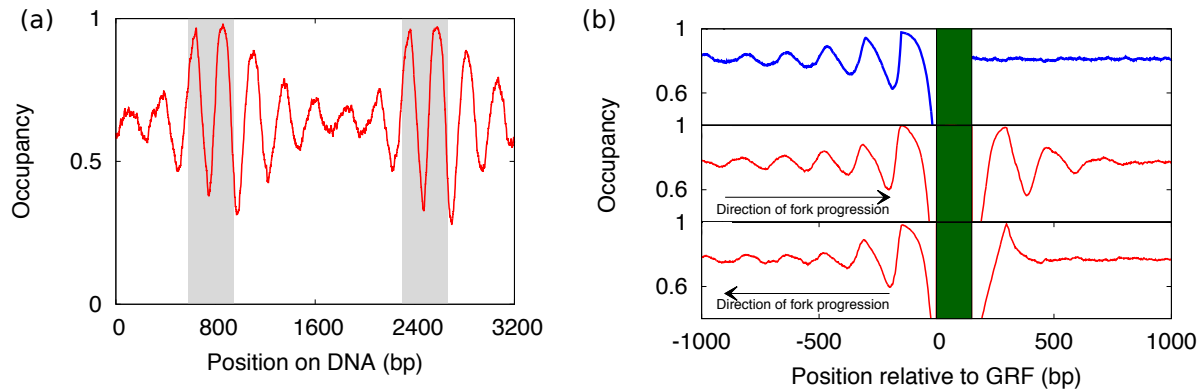 (a)
1
0.5
0
Occupancy
0 800 1600 2400 3200
Position on DNA (bp)
(b)
1
0.6
1
0.6
Direction of fork progression
1
0.6
Direction of fork progression
Occupancy
-1000 -500 0 500 1000
Position relative to GRF (bp)